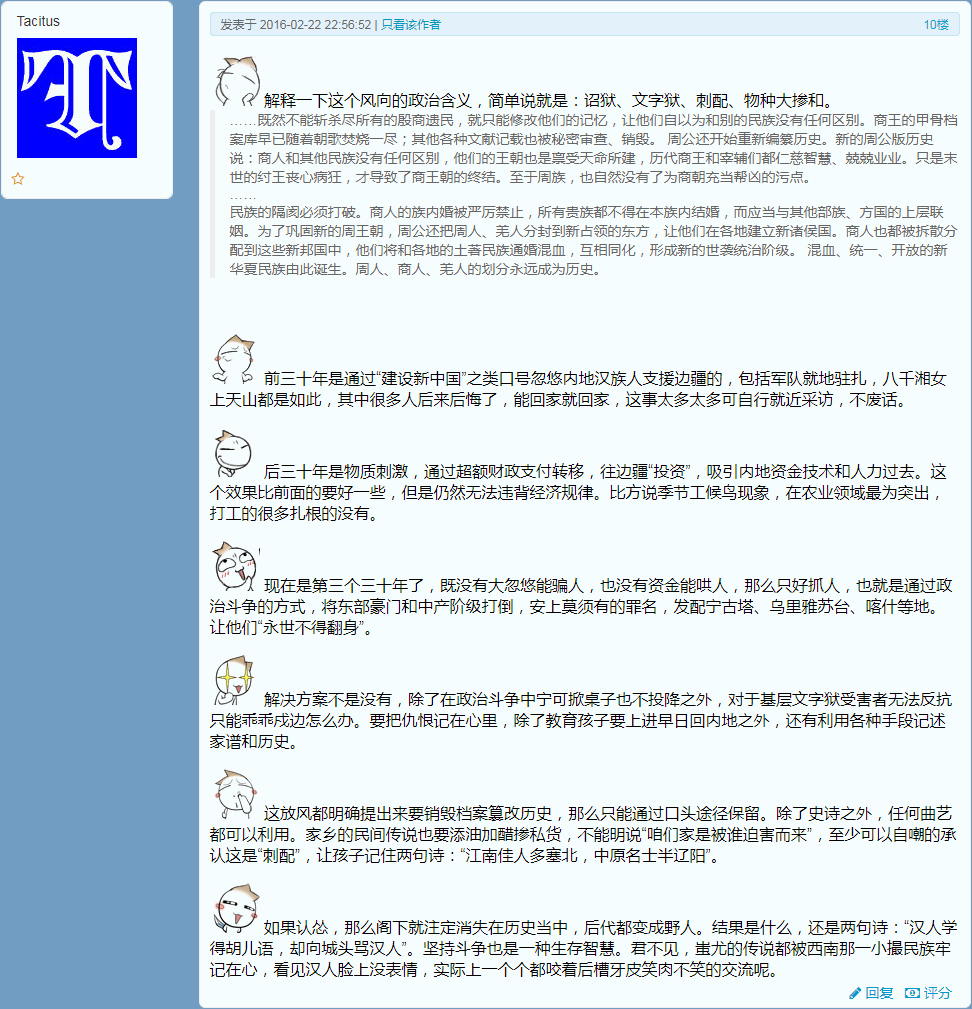 Tacitus
发表于 2016-02-22 22:56:52 | 只看该作者
10楼
解释一下这个风向的政治含义，简单说就是：诏狱、文字狱、刺配、物种大掺和。
……既然不能斩杀尽所有的殷商遗民，就只能修改他们的记忆，让他们自以为和别的民族没有任何区别。商王的甲骨档
案库早已随着朝歌焚烧一尽；其他各种文献记载也被秘密审查、销毁。 周公还开始重新编纂历史。新的周公版历史
说：商人和其他民族没有任何区别，他们的王朝也是禀受天命所建，历代商王和宰辅们都仁慈智慧、兢兢业业。只是末
世的纣王丧心病狂，才导致了商王朝的终结。至于周族，也自然没有了为商朝充当帮凶的污点。
……
民族的隔阂必须打破。商人的族内婚被严厉禁止，所有贵族都不得在本族内结婚，而应当与其他部族、方国的上层联
姻。为了巩固新的周王朝，周公还把周人、羌人分封到新占领的东方，让他们在各地建立新诸侯国。商人也都被拆散分
配到这些新邦国中，他们将和各地的土著民族通婚混血，互相同化，形成新的世袭统治阶级。 混血、统一、开放的新
华夏民族由此诞生。周人、商人、羌人的划分永远成为历史。
前三十年是通过“建设新中国”之类口号忽悠内地汉族人支援边疆的，包括军队就地驻扎，八千湘女
上天山都是如此，其中很多人后来后悔了，能回家就回家，这事太多太多可自行就近采访，不废话。
后三十年是物质刺激，通过超额财政支付转移，往边疆“投资”，吸引内地资金技术和人力过去。这
个效果比前面的要好一些，但是仍然无法违背经济规律。比方说季节工候鸟现象，在农业领域最为突出，
打工的很多扎根的没有。
现在是第三个三十年了，既没有大忽悠能骗人，也没有资金能哄人，那么只好抓人，也就是通过政
治斗争的方式，将东部豪门和中产阶级打倒，安上莫须有的罪名，发配宁古塔、乌里雅苏台、喀什等地。
让他们“永世不得翻身”。
解决方案不是没有，除了在政治斗争中宁可掀桌子也不投降之外，对于基层文字狱受害者无法反抗
只能乖乖戍边怎么办。要把仇恨记在心里，除了教育孩子要上进早日回内地之外，还有利用各种手段记述
家谱和历史。
这放风都明确提出来要销毁档案篡改历史，那么只能通过口头途径保留。除了史诗之外，任何曲艺
都可以利用。家乡的民间传说也要添油加醋掺私货，不能明说“咱们家是被谁迫害而来”，至少可以自嘲的承
认这是“刺配”，让孩子记住两句诗：“江南佳人多塞北，中原名士半辽阳”。
如果认怂，那么阁下就注定消失在历史当中，后代都变成野人。结果是什么，还是两句诗：“汉人学
得胡儿语，却向城头骂汉人”。坚持斗争也是一种生存智慧。君不见，蚩尤的传说都被西南那一小撮民族牢
记在心，看见汉人脸上没表情，实际上一个个都咬着后槽牙皮笑肉不笑的交流呢。
回复 评分